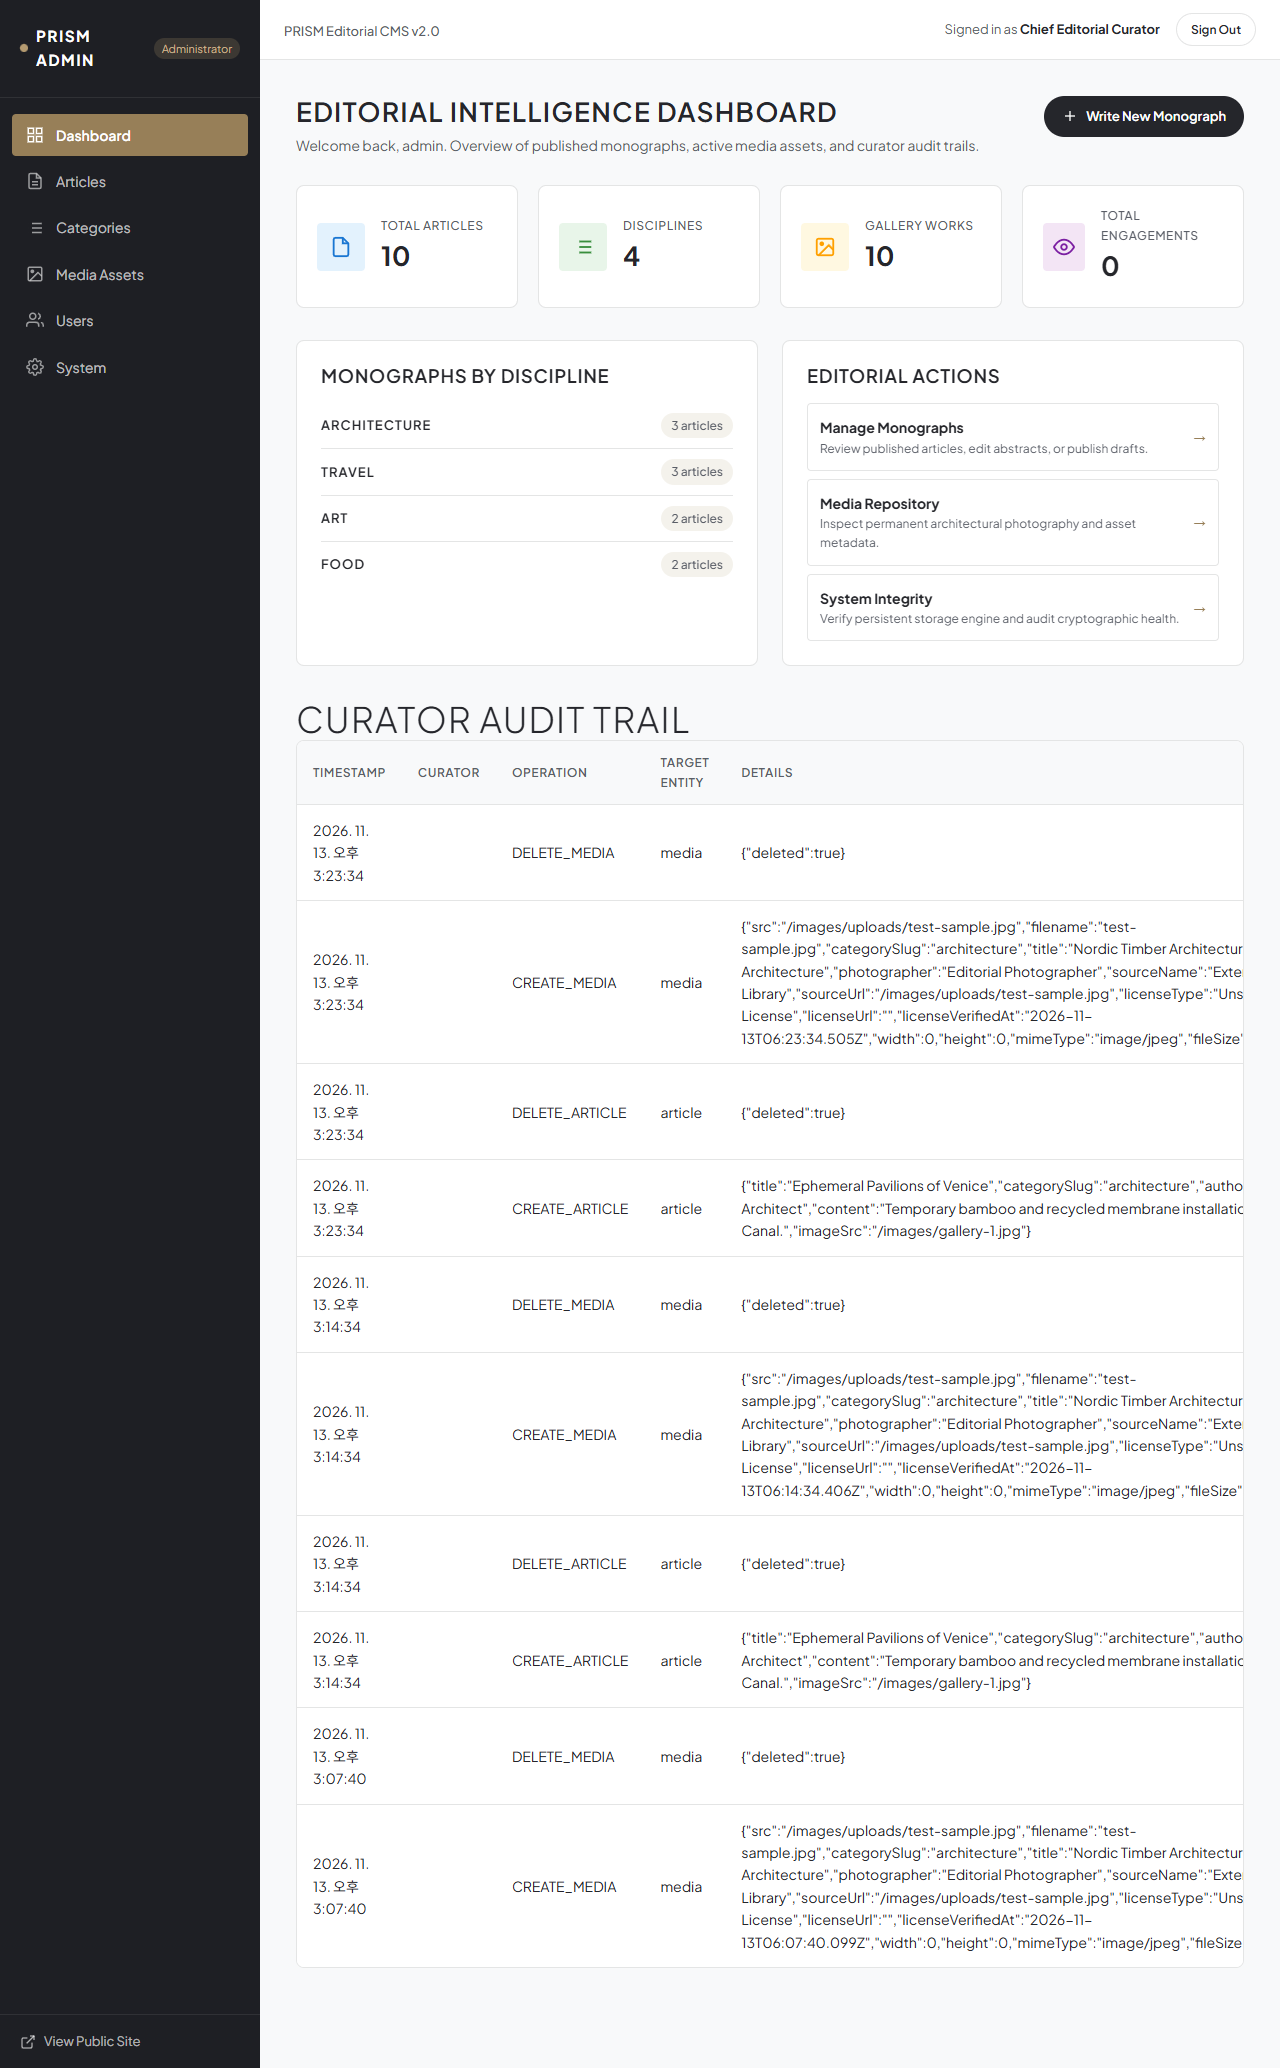 PRISM
ADMIN
Administrator
Dashboard
Articles
Categories
Media Assets
Users
System
View Public Site
PRISM Editorial CMS v2.0
Signed in as Chief Editorial Curator
Sign Out
EDITORIAL INTELLIGENCE DASHBOARD
Welcome back, admin. Overview of published monographs, active media assets, and curator audit trails.
Write New Monograph
TOTAL ARTICLES
10
DISCIPLINES
4
GALLERY WORKS
10
TOTAL
ENGAGEMENTS
0
MONOGRAPHS BY DISCIPLINE
ARCHITECTURE 3 articles
TRAVEL 3 articles
ART 2 articles
FOOD 2 articles
EDITORIAL ACTIONS
Manage Monographs
Review published articles, edit abstracts, or publish drafts. →
Media Repository
Inspect permanent architectural photography and asset
metadata. →
System Integrity
Verify persistent storage engine and audit cryptographic health. →
CURATOR AUDIT TRAIL
TIMESTAMP CURATOR OPERATION TARGET ENTITY DETAILS
2026. 11.
13. 오후
3:23:34
DELETE_MEDIA media {"deleted":true}
2026. 11.
13. 오후
3:23:34
CREATE_MEDIA media
{"src":"/images/uploads/test-sample.jpg","filename":"test-
sample.jpg","categorySlug":"architecture","title":"Nordic Timber Architectur
Architecture","photographer":"Editorial Photographer","sourceName":"Exte
Library","sourceUrl":"/images/uploads/test-sample.jpg","licenseType":"Uns
License","licenseUrl":"","licenseVerifiedAt":"2026-11-
13T06:23:34.505Z","width":0,"height":0,"mimeType":"image/jpeg","fileSize"
2026. 11.
13. 오후
3:23:34
DELETE_ARTICLE article {"deleted":true}
2026. 11.
13. 오후
3:23:34
CREATE_ARTICLE article
{"title":"Ephemeral Pavilions of Venice","categorySlug":"architecture","autho
Architect","content":"Temporary bamboo and recycled membrane installatio
Canal.","imageSrc":"/images/gallery-1.jpg"}
2026. 11.
13. 오후
3:14:34
DELETE_MEDIA media {"deleted":true}
2026. 11.
13. 오후
3:14:34
CREATE_MEDIA media
{"src":"/images/uploads/test-sample.jpg","filename":"test-
sample.jpg","categorySlug":"architecture","title":"Nordic Timber Architectur
Architecture","photographer":"Editorial Photographer","sourceName":"Exte
Library","sourceUrl":"/images/uploads/test-sample.jpg","licenseType":"Uns
License","licenseUrl":"","licenseVerifiedAt":"2026-11-
13T06:14:34.406Z","width":0,"height":0,"mimeType":"image/jpeg","fileSize"
2026. 11.
13. 오후
3:14:34
DELETE_ARTICLE article {"deleted":true}
2026. 11.
13. 오후
3:14:34
CREATE_ARTICLE article
{"title":"Ephemeral Pavilions of Venice","categorySlug":"architecture","autho
Architect","content":"Temporary bamboo and recycled membrane installatio
Canal.","imageSrc":"/images/gallery-1.jpg"}
2026. 11.
13. 오후
3:07:40
DELETE_MEDIA media {"deleted":true}
2026. 11.
13. 오후
3:07:40
CREATE_MEDIA media
{"src":"/images/uploads/test-sample.jpg","filename":"test-
sample.jpg","categorySlug":"architecture","title":"Nordic Timber Architectur
Architecture","photographer":"Editorial Photographer","sourceName":"Exte
Library","sourceUrl":"/images/uploads/test-sample.jpg","licenseType":"Uns
License","licenseUrl":"","licenseVerifiedAt":"2026-11-
13T06:07:40.099Z","width":0,"height":0,"mimeType":"image/jpeg","fileSize